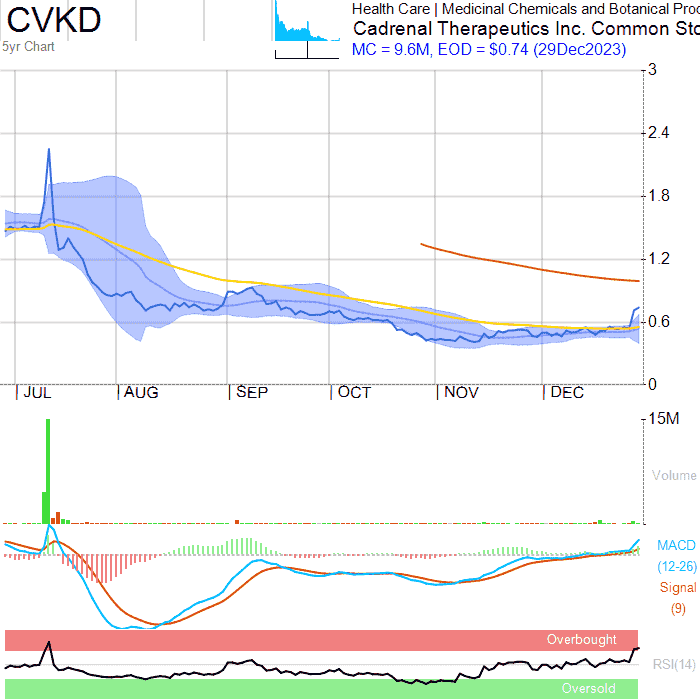 CVKD
5yr Chart
Health Care | Medicinal Chemicals and Botanical Proc
Cadrenal Therapeutics Inc. Common Sto
MC = 9.6M, EOD = $0.74 (29Dec2023)
3
2.4
1.8
1.2
0.6
0
JUL AUG SEP OCT NOV DEC
15M
Volume
MACD
(12-26)
Signal
(9)
Overbought
RSI(14)
Oversold